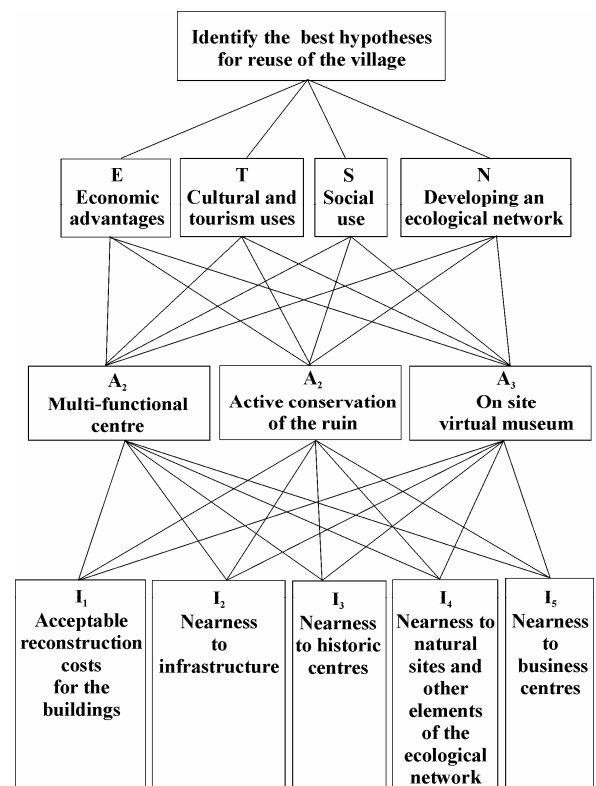 Identify the best hypotheses
for reuse of the village
E
Economic
advantages
T
Cultural and
tourism uses
S
Social
use
N
Developing an
ecological network
A₂
Multi-functional
centre
A₂
Active conservation
of the ruin
A₃
On site
virtual museum
I₁
Acceptable
reconstruction
costs
for the
buildings
I₂
Nearness
to
infrastructure
I₃
Nearness
to historic
centres
I₄
Nearness to
natural
sites and
other
elements
of the
ecological
network
I₅
Nearness
to
business
centres